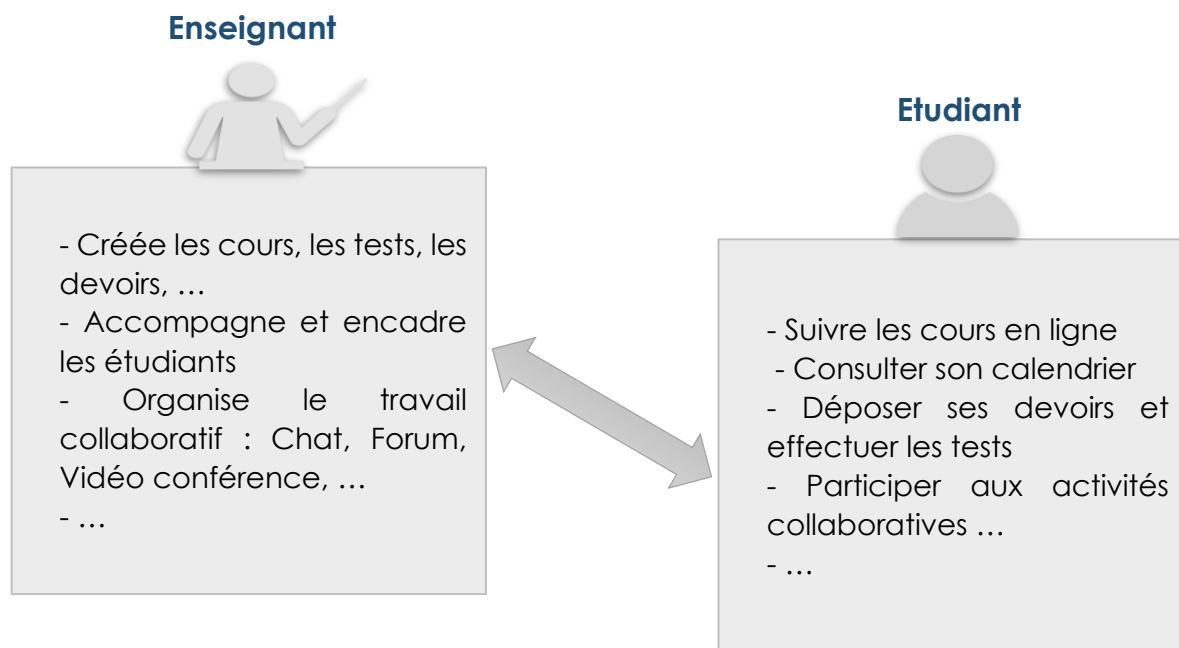 Enseignant
- Créée les cours, les tests, les
devoirs, …
- Accompagne et encadre
les étudiants
- Organise le travail
collaboratif : Chat, Forum,
Vidéo conférence, …
- …
Etudiant
- Suivre les cours en ligne
- Consulter son calendrier
- Déposer ses devoirs et
effectuer les tests
- Participer aux activités
collaboratives …
- …